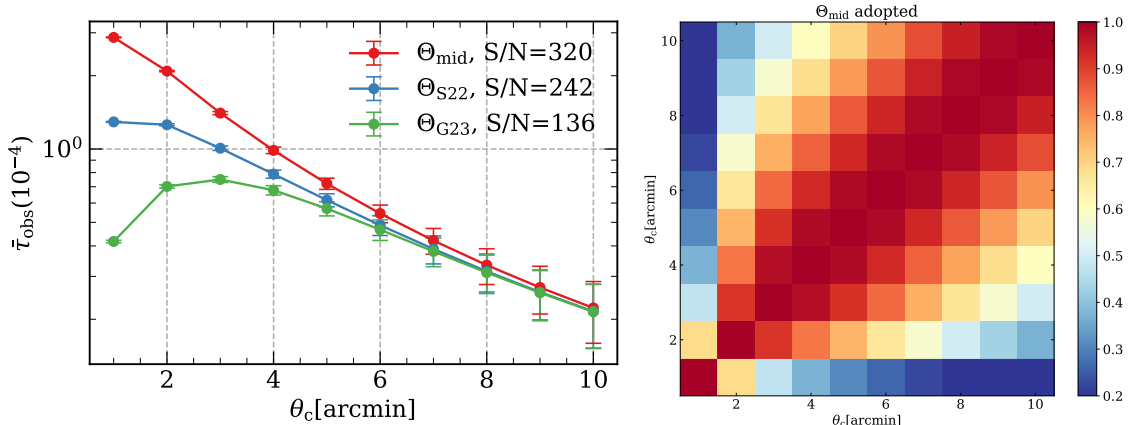 Θmid, S/N=320
ΘS22, S/N=242
ΘG23, S/N=136
10⁰
τ̄obs(10⁻⁴)
2 4 6 8 10
θc[arcmin]
Θmid adopted
10
8
6
4
2
θc[arcmin]
2 4 6 8 10
θc[arcmin]
1.0
0.9
0.8
0.7
0.6
0.5
0.4
0.3
0.2